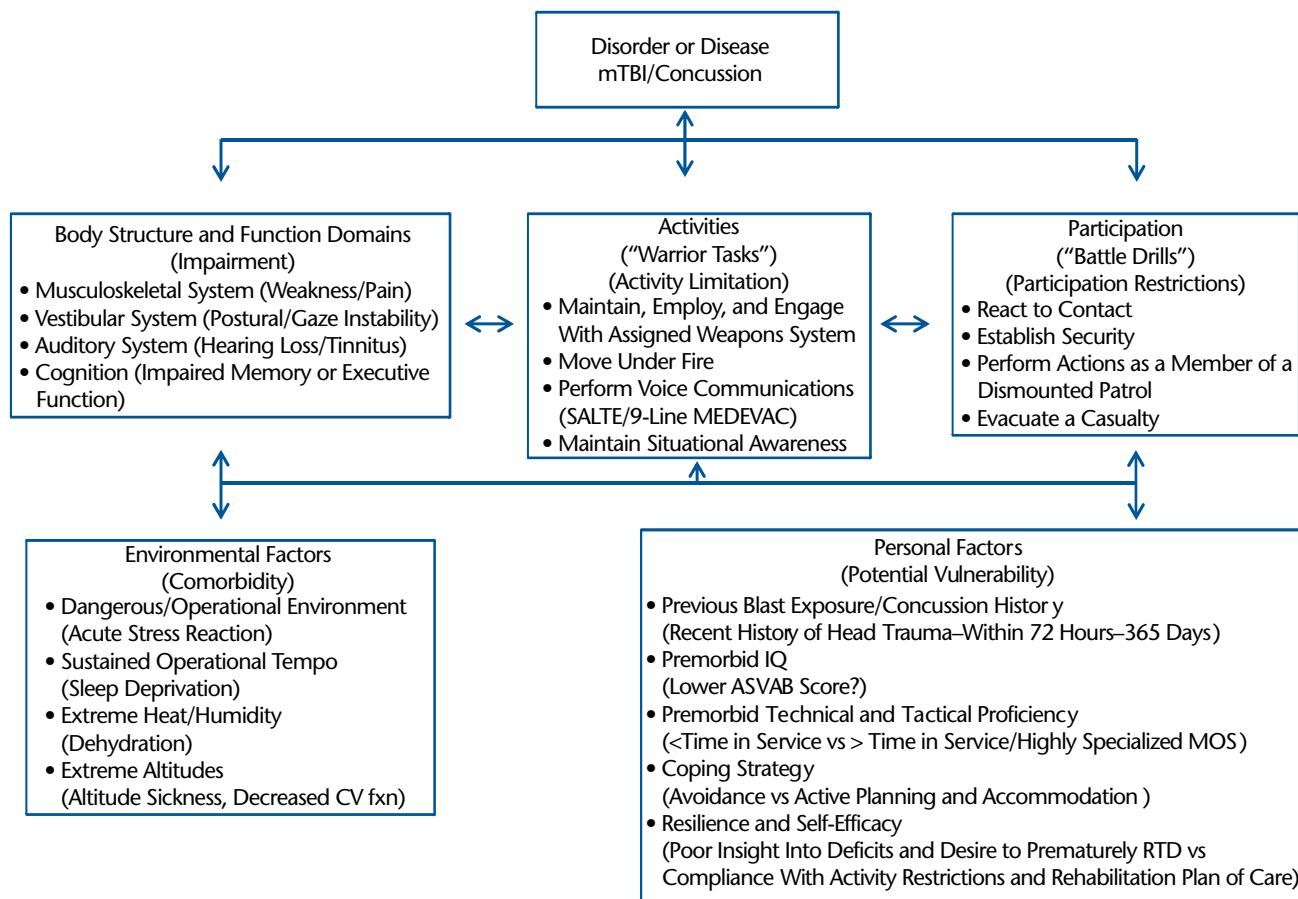 Disorder or Disease
mTBI/Concussion
Body Structure and Function Domains
(Impairment)
• Musculoskeletal System (Weakness/Pain)
• Vestibular System (Postural/Gaze Instability)
• Auditory System (Hearing Loss/Tinnitus)
• Cognition (Impaired Memory or Executive
Function)
Activities
(“Warrior Tasks”)
(Activity Limitation)
• Maintain, Employ, and Engage
With Assigned Weapons System
• Move Under Fire
• Perform Voice Communications
(SALTE/9-Line MEDEVAC)
• Maintain Situational Awareness
Participation
(“Battle Drills”)
(Participation Restrictions)
• React to Contact
• Establish Security
• Perform Actions as a Member of a
Dismounted Patrol
• Evacuate a Casualty
Environmental Factors
(Comorbidity)
• Dangerous/Operational Environment
(Acute Stress Reaction)
• Sustained Operational Tempo
(Sleep Deprivation)
• Extreme Heat/Humidity
(Dehydration)
• Extreme Altitudes
(Altitude Sickness, Decreased CV fxn)
Personal Factors
(Potential Vulnerability)
• Previous Blast Exposure/Concussion History
(Recent History of Head Trauma–Within 72 Hours–365 Days)
• Premorbid IQ
(Lower ASVAB Score?)
• Premorbid Technical and Tactical Proficiency
(<Time in Service vs > Time in Service/Highly Specialized MOS)
• Coping Strategy
(Avoidance vs Active Planning and Accommodation )
• Resilience and Self-Efficacy
(Poor Insight Into Deficits and Desire to Prematurely RTD vs
Compliance With Activity Restrictions and Rehabilitation Plan of Care)